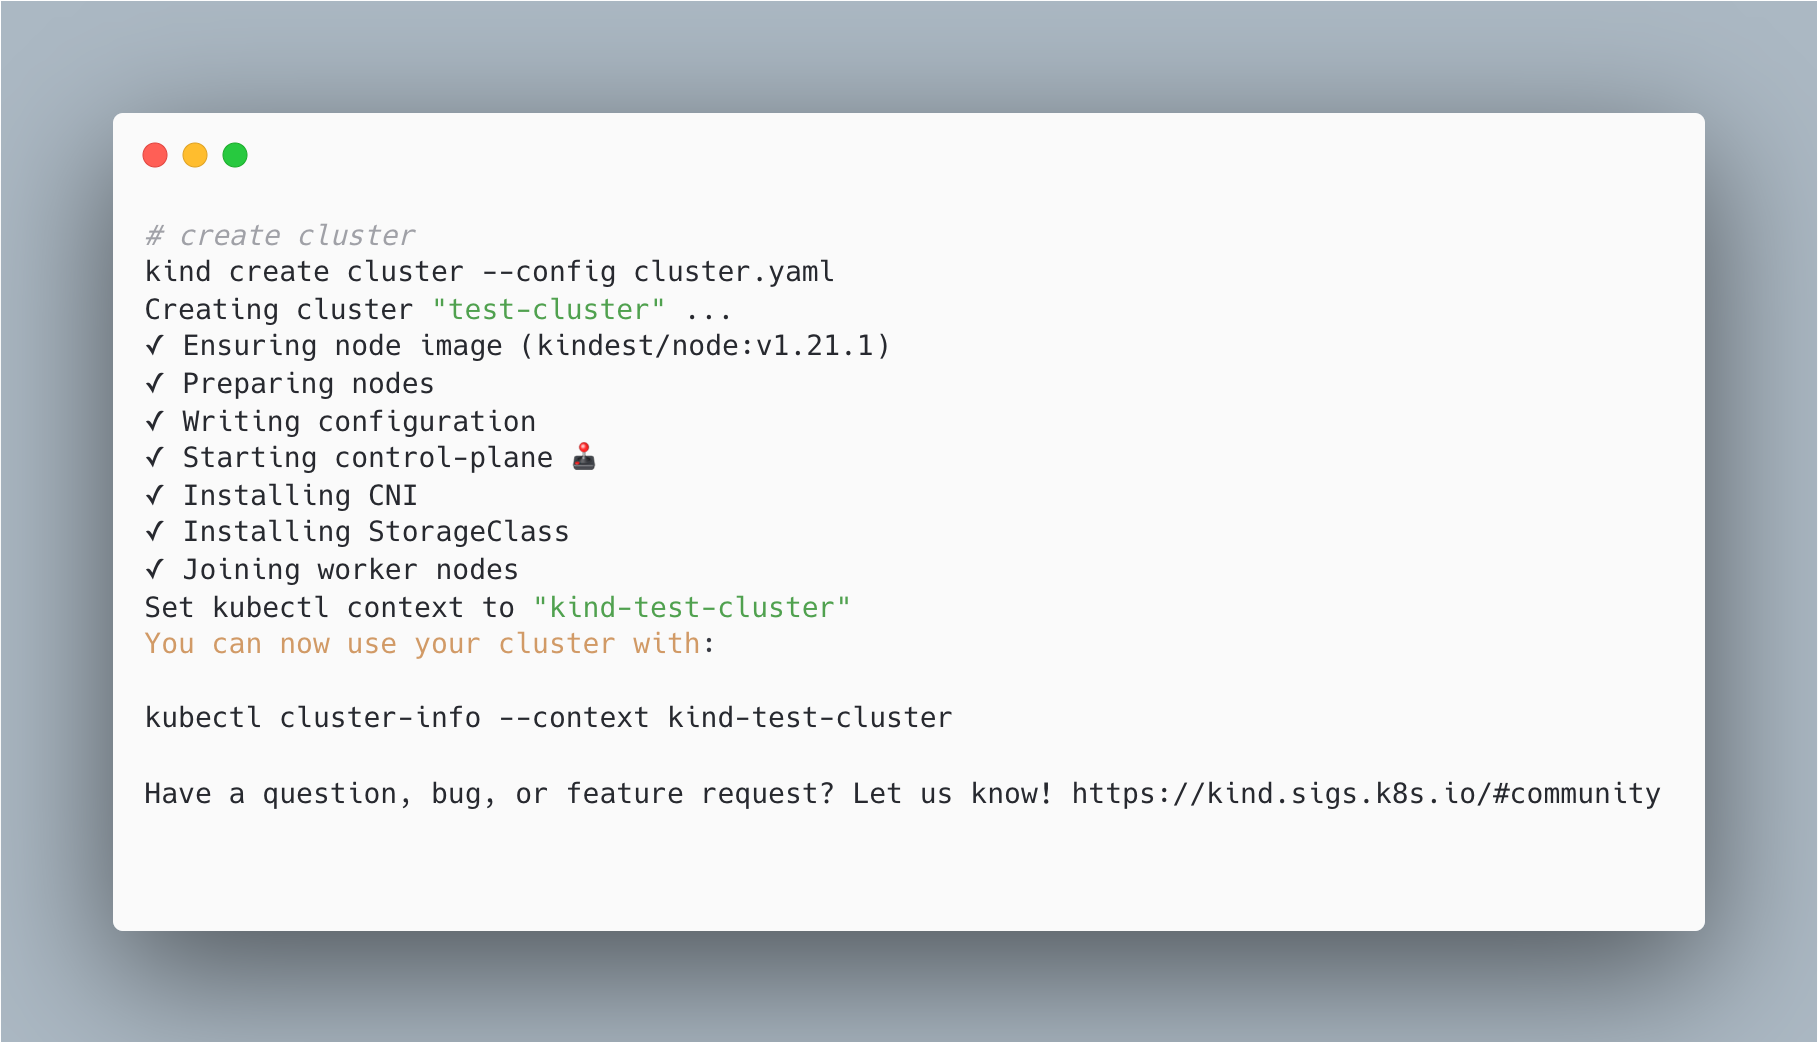 # create cluster
kind create cluster --config cluster.yaml
Creating cluster "test-cluster" ...
✓ Ensuring node image (kindest/node:v1.21.1)
✓ Preparing nodes
✓ Writing configuration
✓ Starting control-plane 🕹️
✓ Installing CNI
✓ Installing StorageClass
✓ Joining worker nodes
Set kubectl context to "kind-test-cluster"
You can now use your cluster with:
kubectl cluster-info --context kind-test-cluster
Have a question, bug, or feature request? Let us know! https://kind.sigs.k8s.io/#community